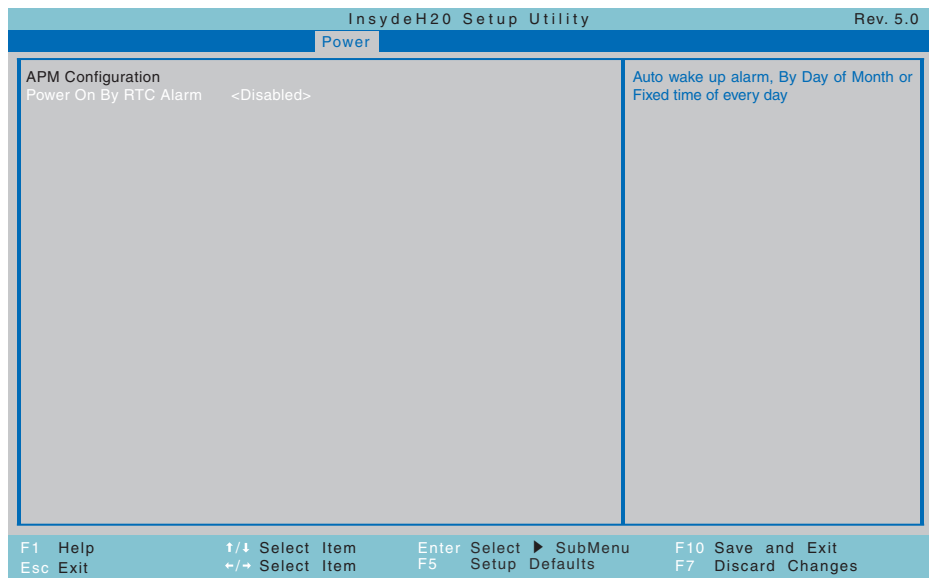 InsydeH20 Setup Utility Rev. 5.0
Power
APM Configuration
Power On By RTC Alarm <Disabled>
Auto wake up alarm, By Day of Month or
Fixed time of every day
F1 Help ↑/↓ Select Item Enter Select ▶ SubMenu F10 Save and Exit
Esc Exit ←/→ Select Item F5 Setup Defaults F7 Discard Changes